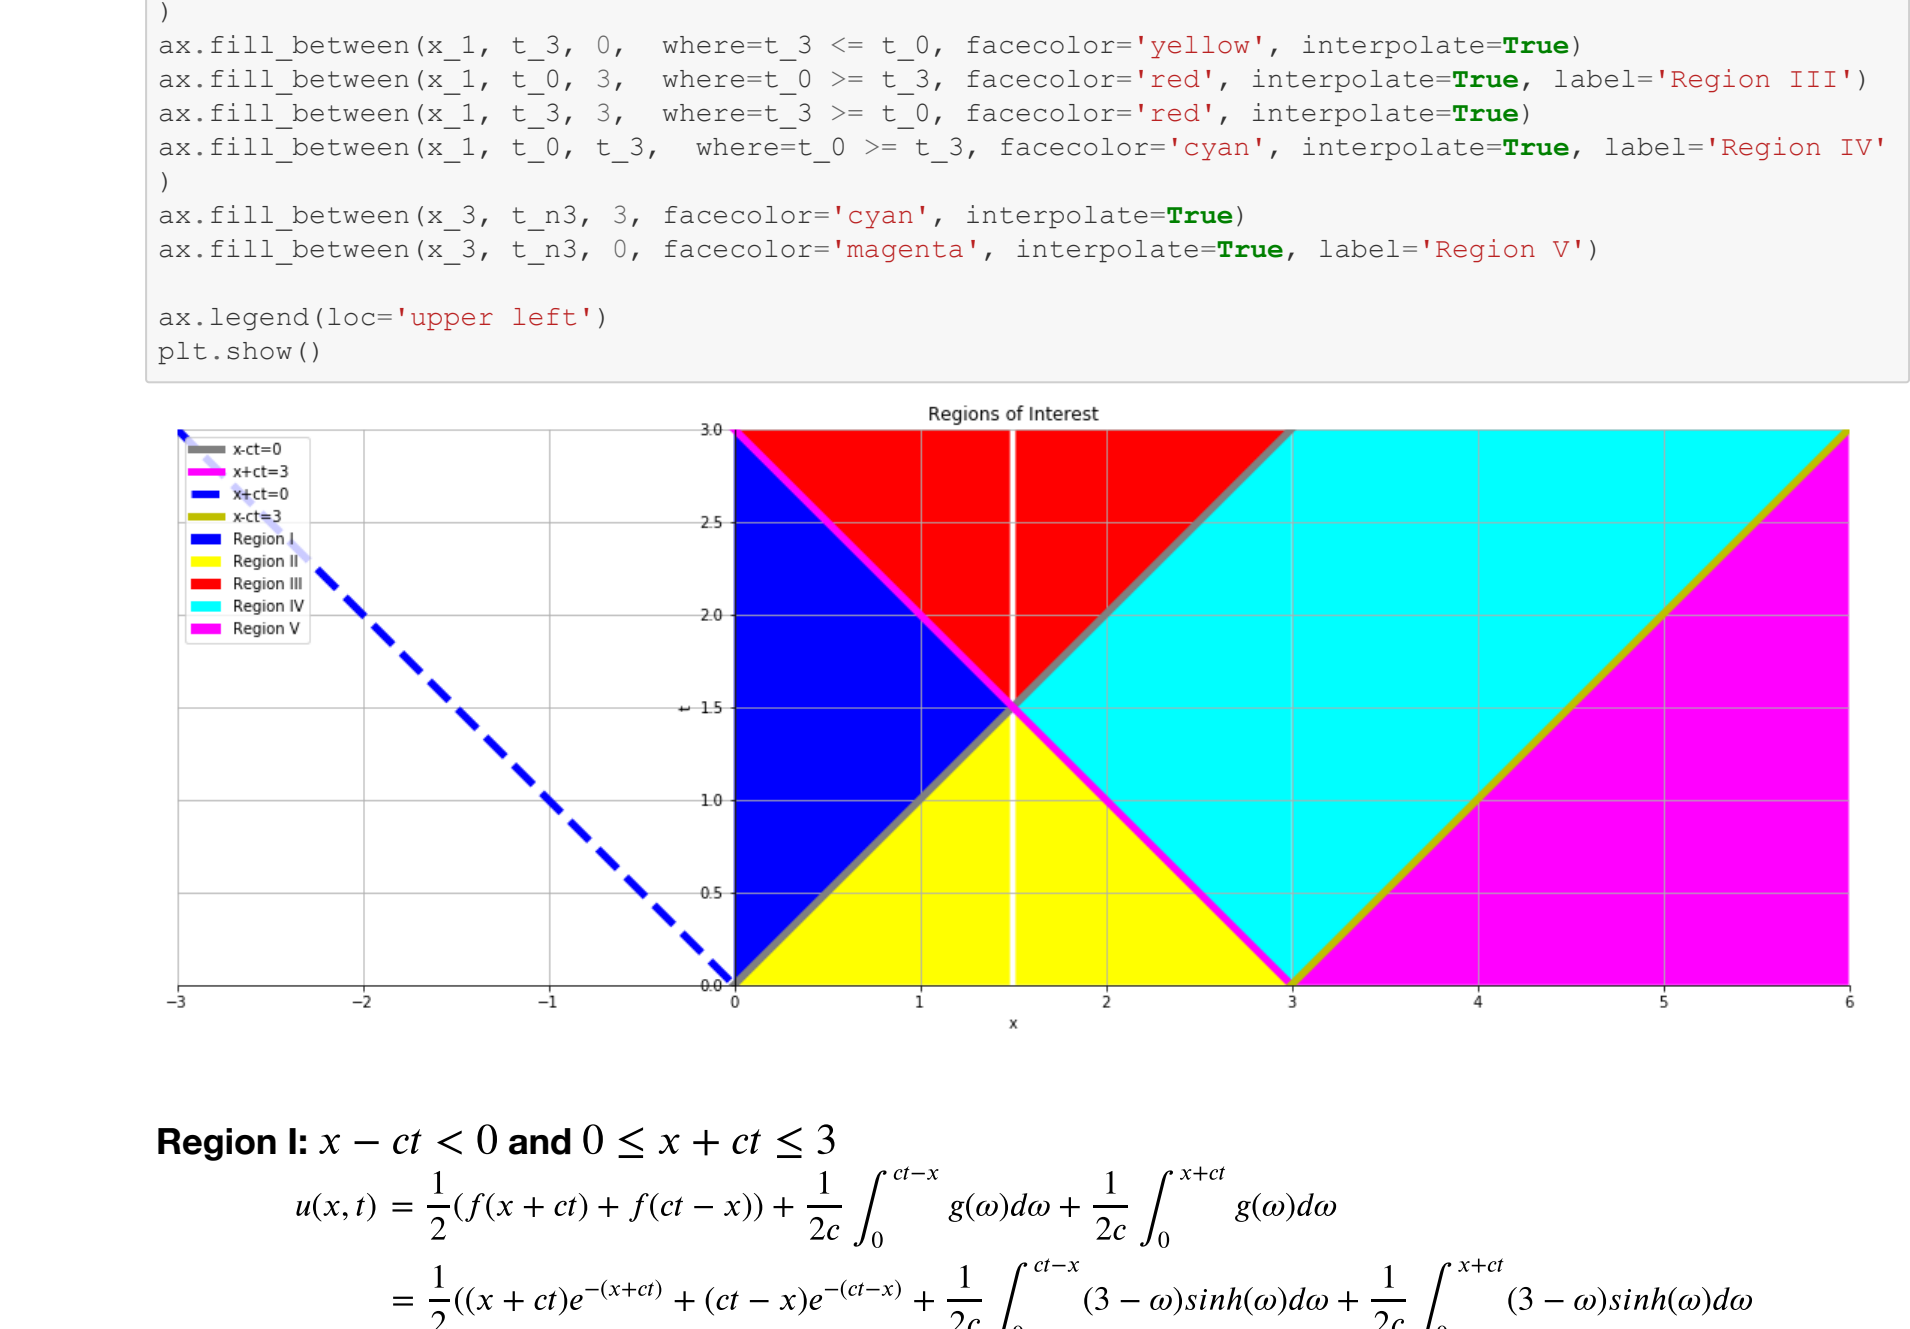 )
ax.fill_between(x_1, t_3, 0,  where=t_3 <= t_0, facecolor='yellow', interpolate=True)
ax.fill_between(x_1, t_0, 3,  where=t_0 >= t_3, facecolor='red', interpolate=True, label='Region III')
ax.fill_between(x_1, t_3, 3,  where=t_3 >= t_0, facecolor='red', interpolate=True)
ax.fill_between(x_1, t_0, t_3,  where=t_0 >= t_3, facecolor='cyan', interpolate=True, label='Region IV'
)
ax.fill_between(x_3, t_n3, 3, facecolor='cyan', interpolate=True)
ax.fill_between(x_3, t_n3, 0, facecolor='magenta', interpolate=True, label='Region V')
ax.legend(loc='upper left')
plt.show()
Regions of Interest
x-ct=0
x+ct=3
x+ct=0
x-ct=3
Region I
Region II
Region III
Region IV
Region V
3.0
2.5
2.0
1.5
1.0
0.5
0.0
t
−3 −2 −1 0 1 2 3 4 5 6
x
Region I: x − ct < 0 and 0 ≤ x + ct ≤ 3
u(x, t) = 1/2 (f(x + ct) + f(ct − x)) + 1/2c ∫_0^{ct−x} g(ω)dω + 1/2c ∫_0^{x+ct} g(ω)dω
= 1/2 ((x + ct)e^{−(x+ct)} + (ct − x)e^{−(ct−x)} + 1/2c ∫_0^{ct−x} (3 − ω)sinh(ω)dω + 1/2c ∫_0^{x+ct} (3 − ω)sinh(ω)dω